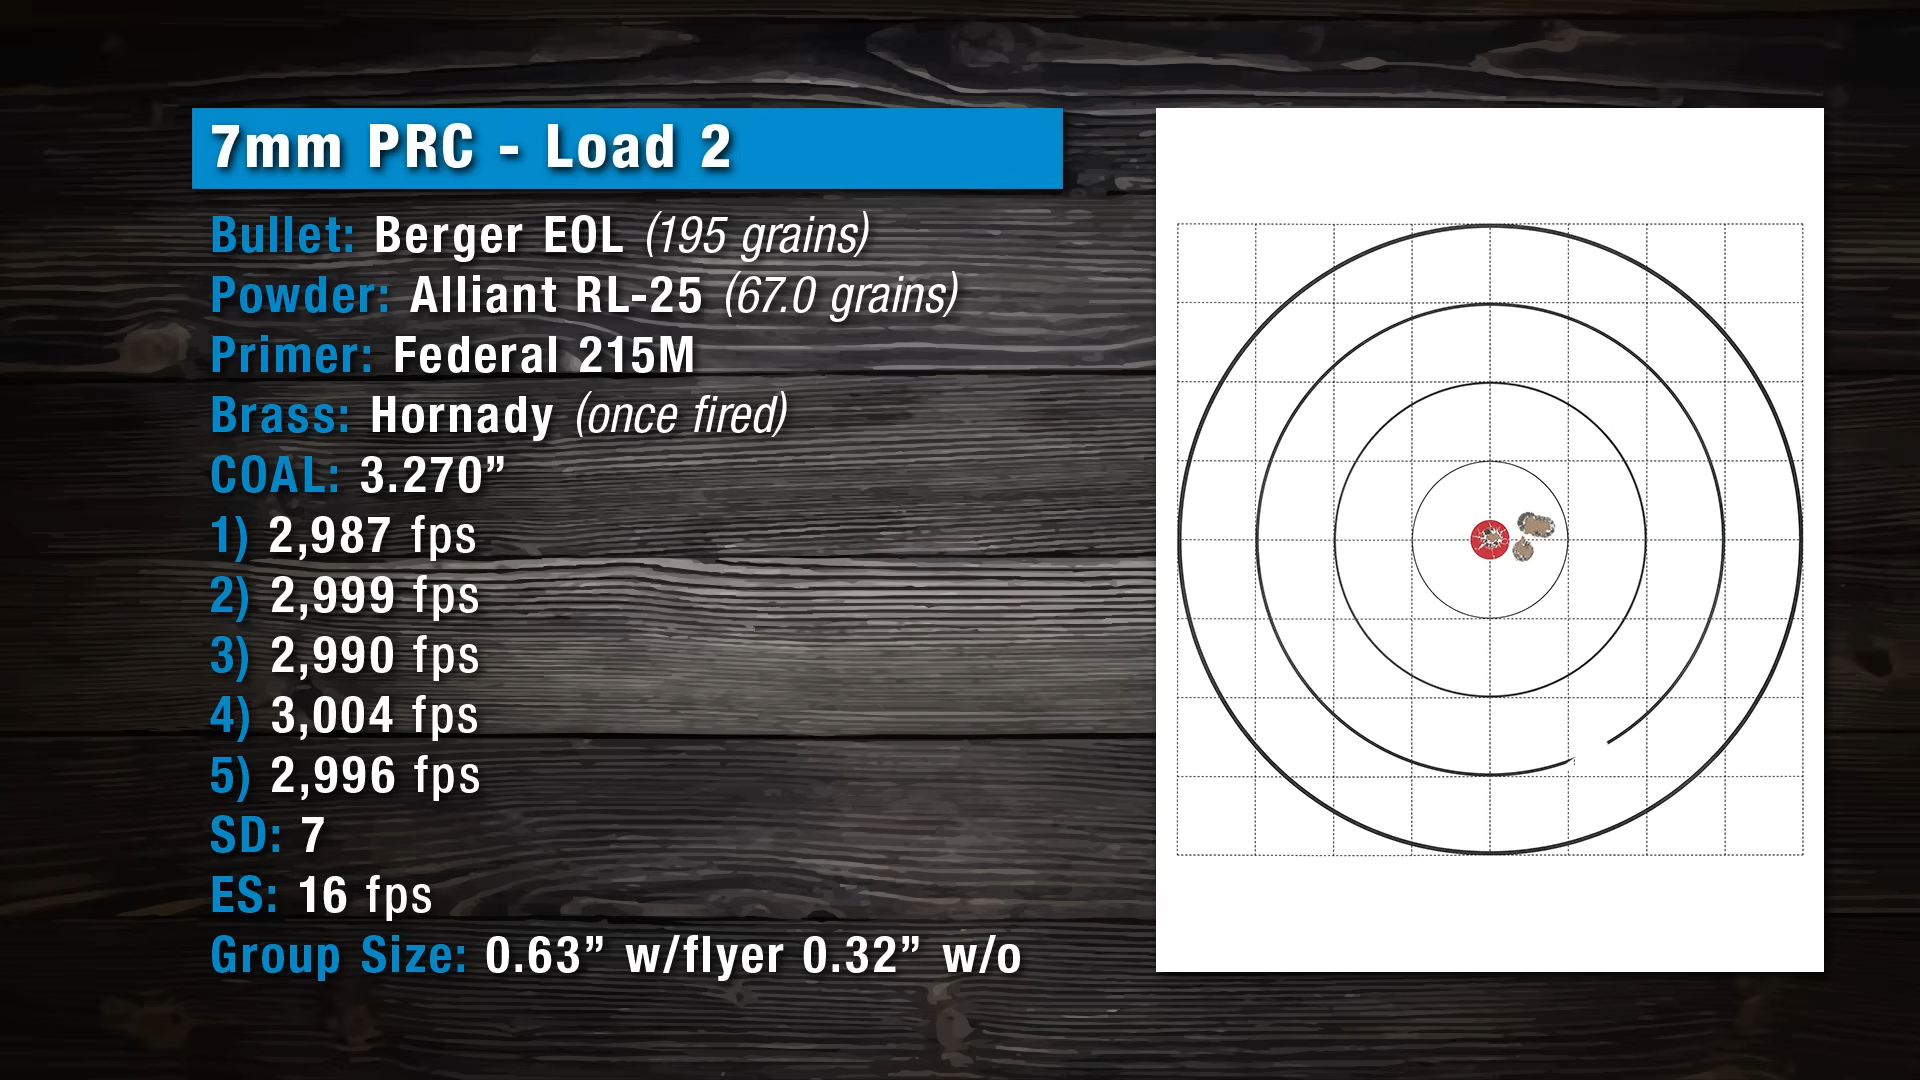 7mm PRC - Load 2
Bullet: Berger EOL (195 grains)
Powder: Alliant RL-25 (67.0 grains)
Primer: Federal 215M
Brass: Hornady (once fired)
COAL: 3.270”
1) 2,987 fps
2) 2,999 fps
3) 2,990 fps
4) 3,004 fps
5) 2,996 fps
SD: 7
ES: 16 fps
Group Size: 0.63” w/flyer 0.32” w/o